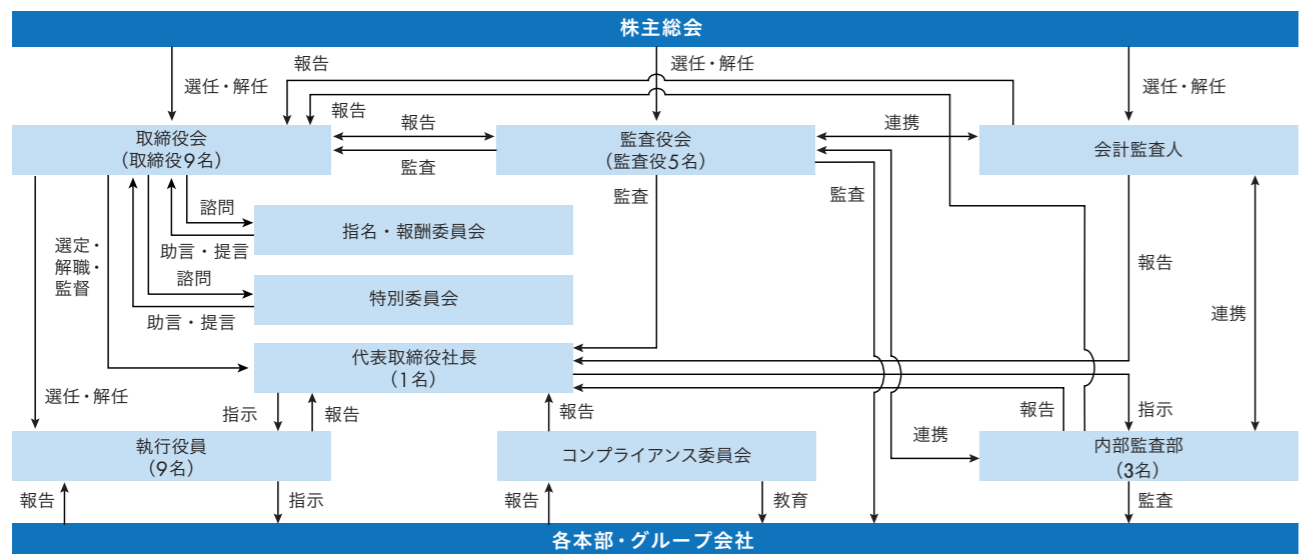 株主総会
選任・解任
報告
選任・解任
選任・解任
報告
取締役会
(取締役9名)
報告
監査
監査役会
(監査役5名)
連携
会計監査人
諮問
助言・提言
指名・報酬委員会
監査
監査
選定・
解職・
監督
諮問
助言・提言
特別委員会
報告
連携
代表取締役社長
(1名)
選任・解任
指示
報告
報告
連携
報告
指示
執行役員
(9名)
コンプライアンス委員会
内部監査部
(3名)
報告
指示
報告
教育
監査
各本部・グループ会社